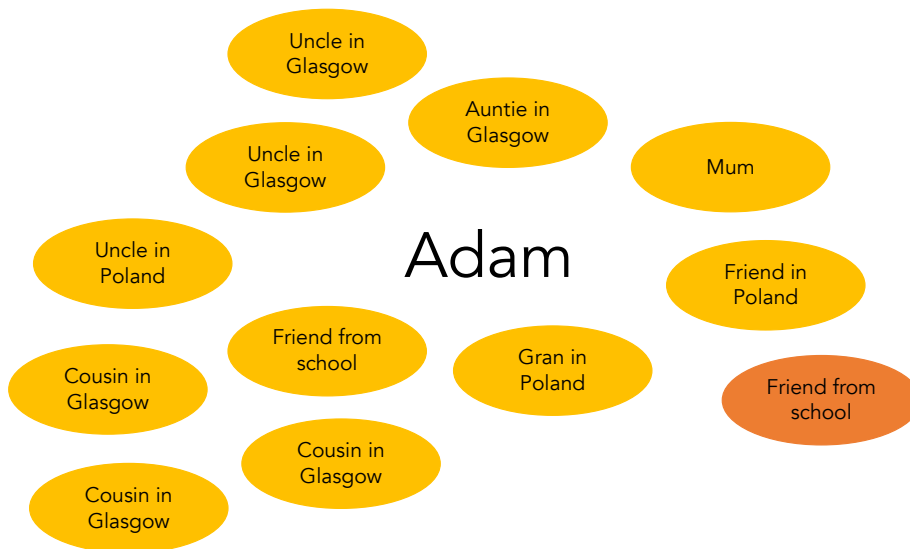 Uncle in
Glasgow
Auntie in
Glasgow
Uncle in
Glasgow
Mum
Uncle in
Poland
Adam
Friend in
Poland
Friend from
school
Gran in
Poland
Cousin in
Glasgow
Friend from
school
Cousin in
Glasgow
Cousin in
Glasgow